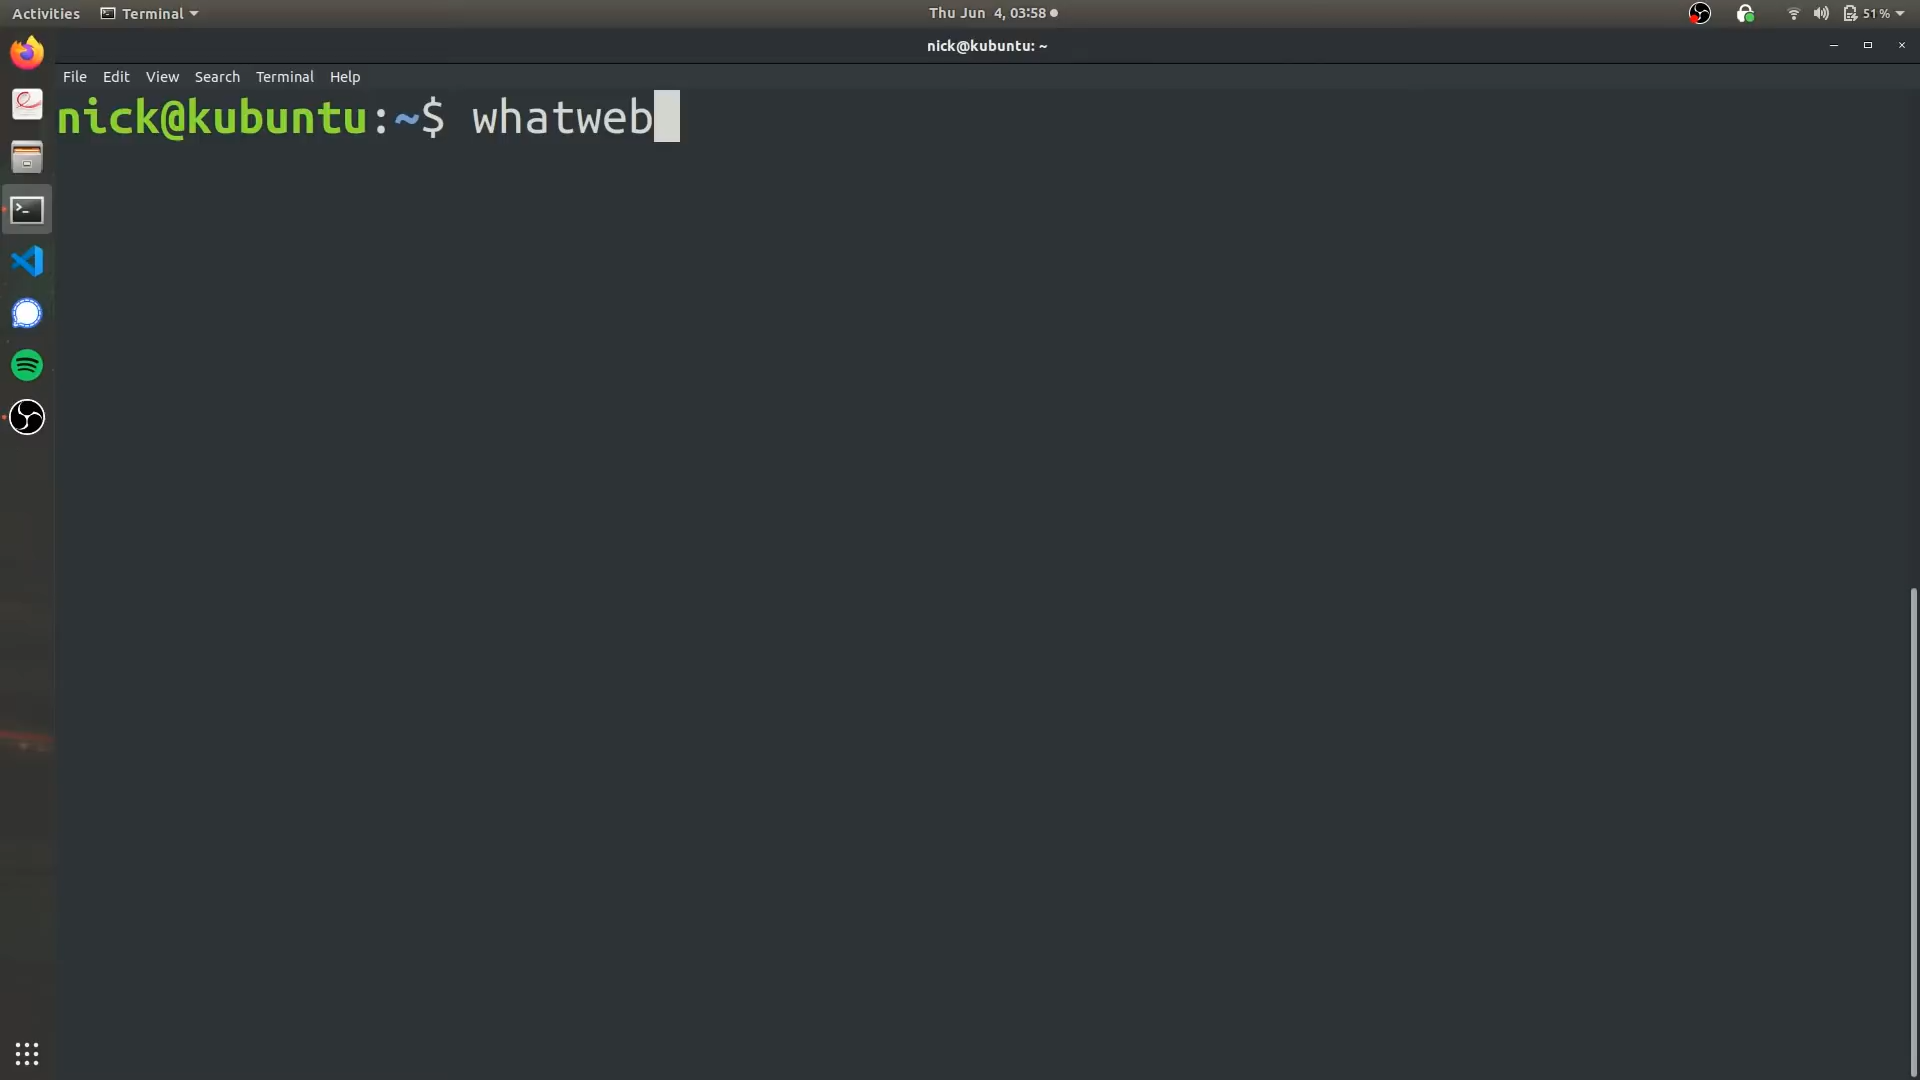 Activities Terminal Thu Jun 4, 03:58 51%
nick@kubuntu: ~
File Edit View Search Terminal Help
nick@kubuntu:~$ whatweb